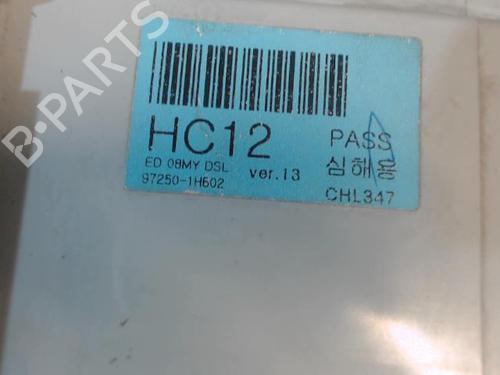 HC12
PASS
ED 08MY DSL
ver.13
심해용
97250-1H602
CHL347
B-PARTS